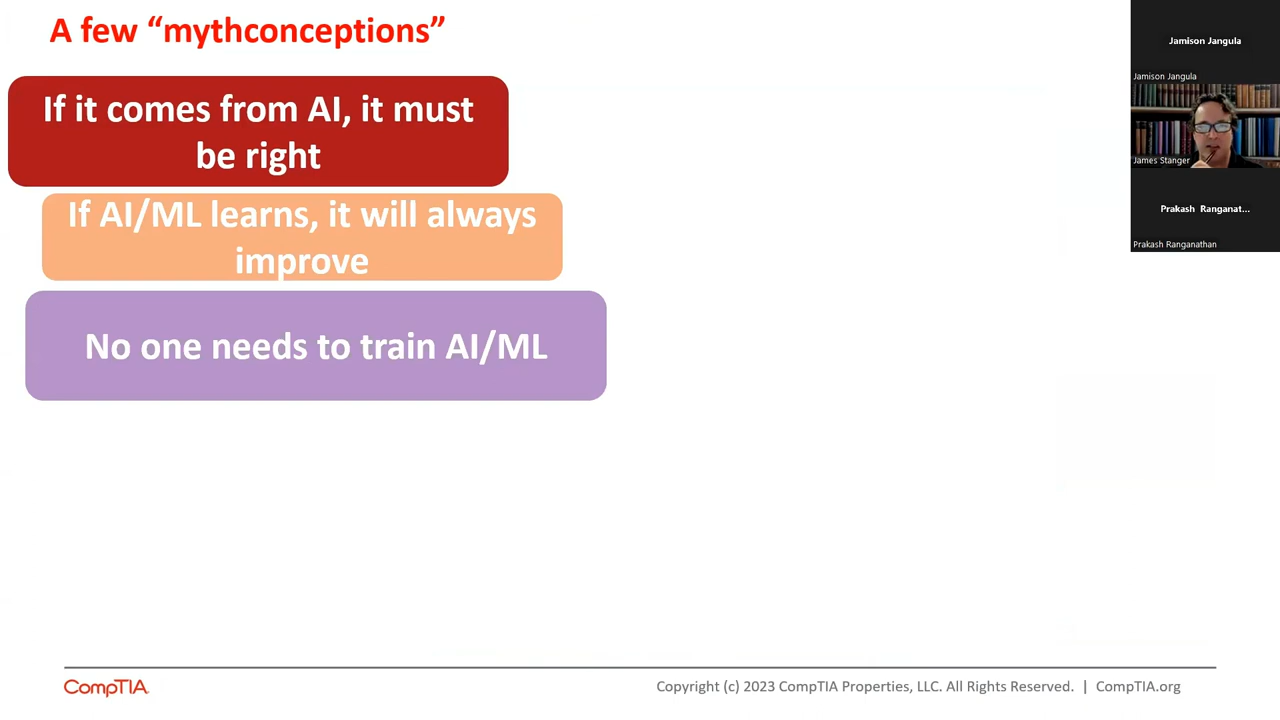 A few “mythconceptions”
If it comes from AI, it must
be right
If AI/ML learns, it will always
improve
No one needs to train AI/ML
Jamison Jangula
Jamison Jangula
James Stanger
Prakash Ranganat...
Prakash Ranganathan
CompTIA
Copyright (c) 2023 CompTIA Properties, LLC. All Rights Reserved. | CompTIA.org